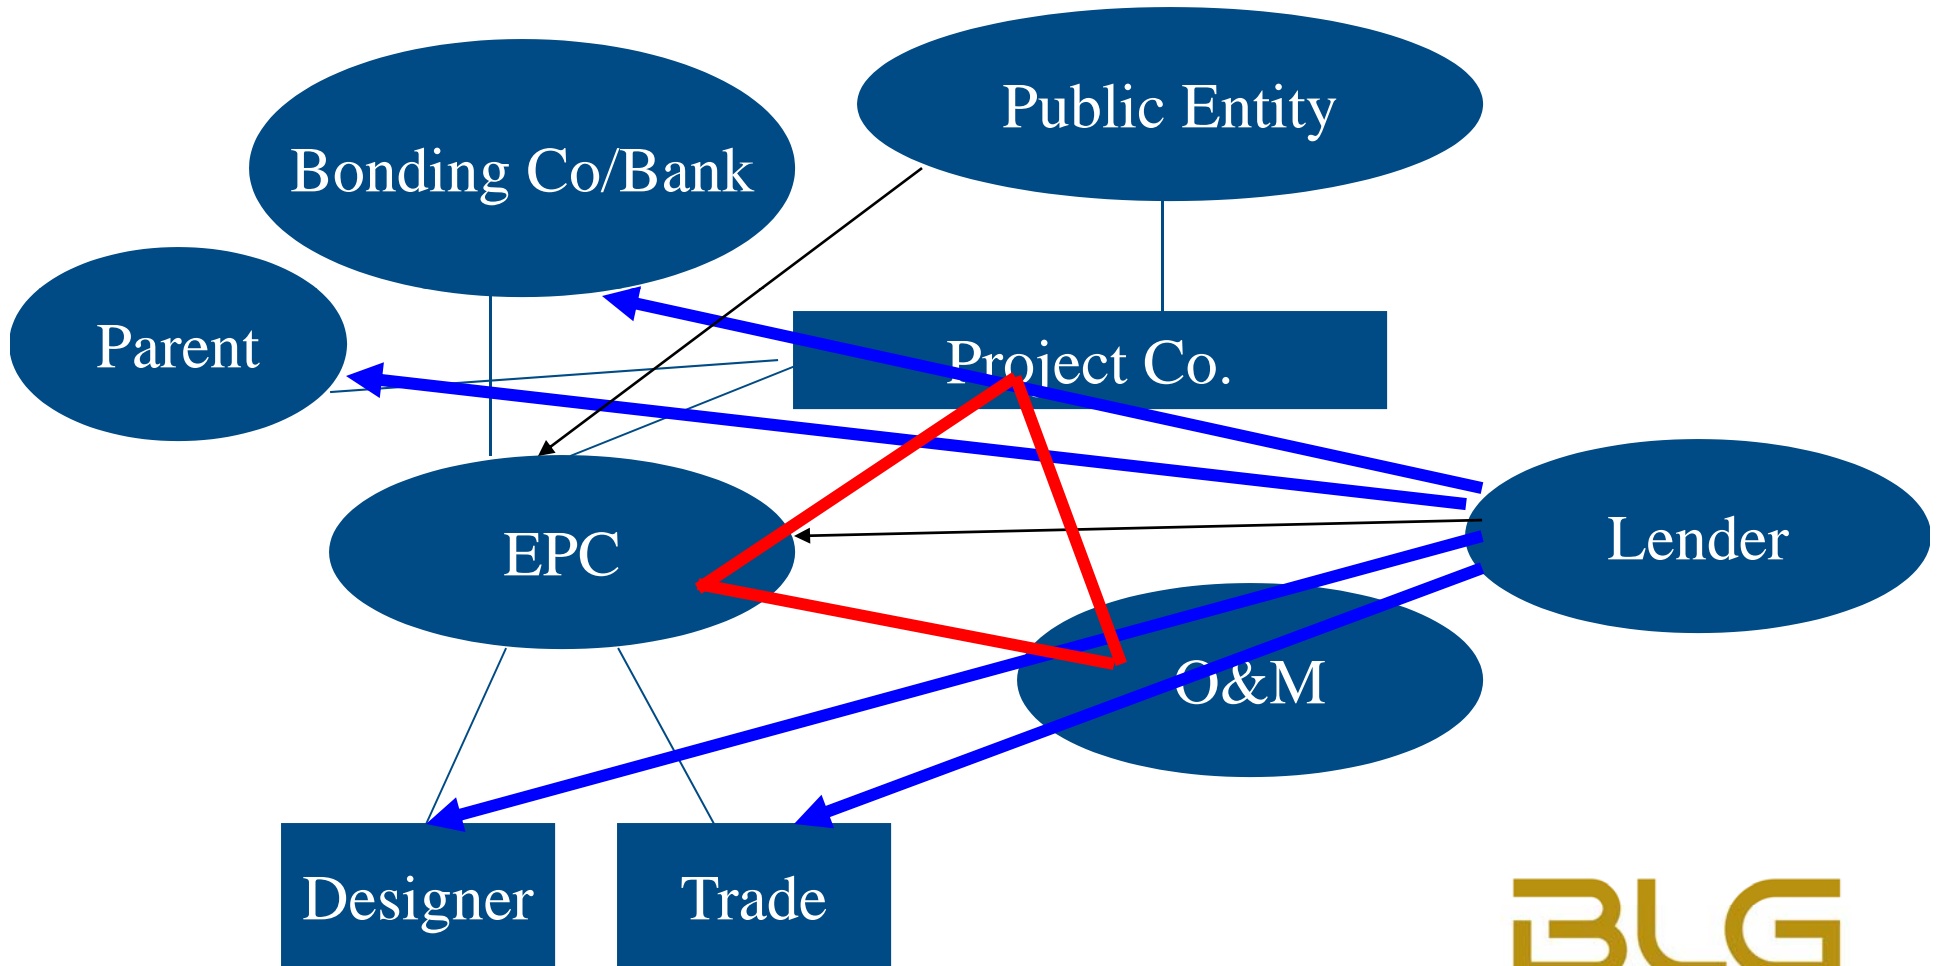 Public Entity
Bonding Co/Bank
Parent
Project Co.
EPC
Lender
O&M
Designer
Trade
BLG